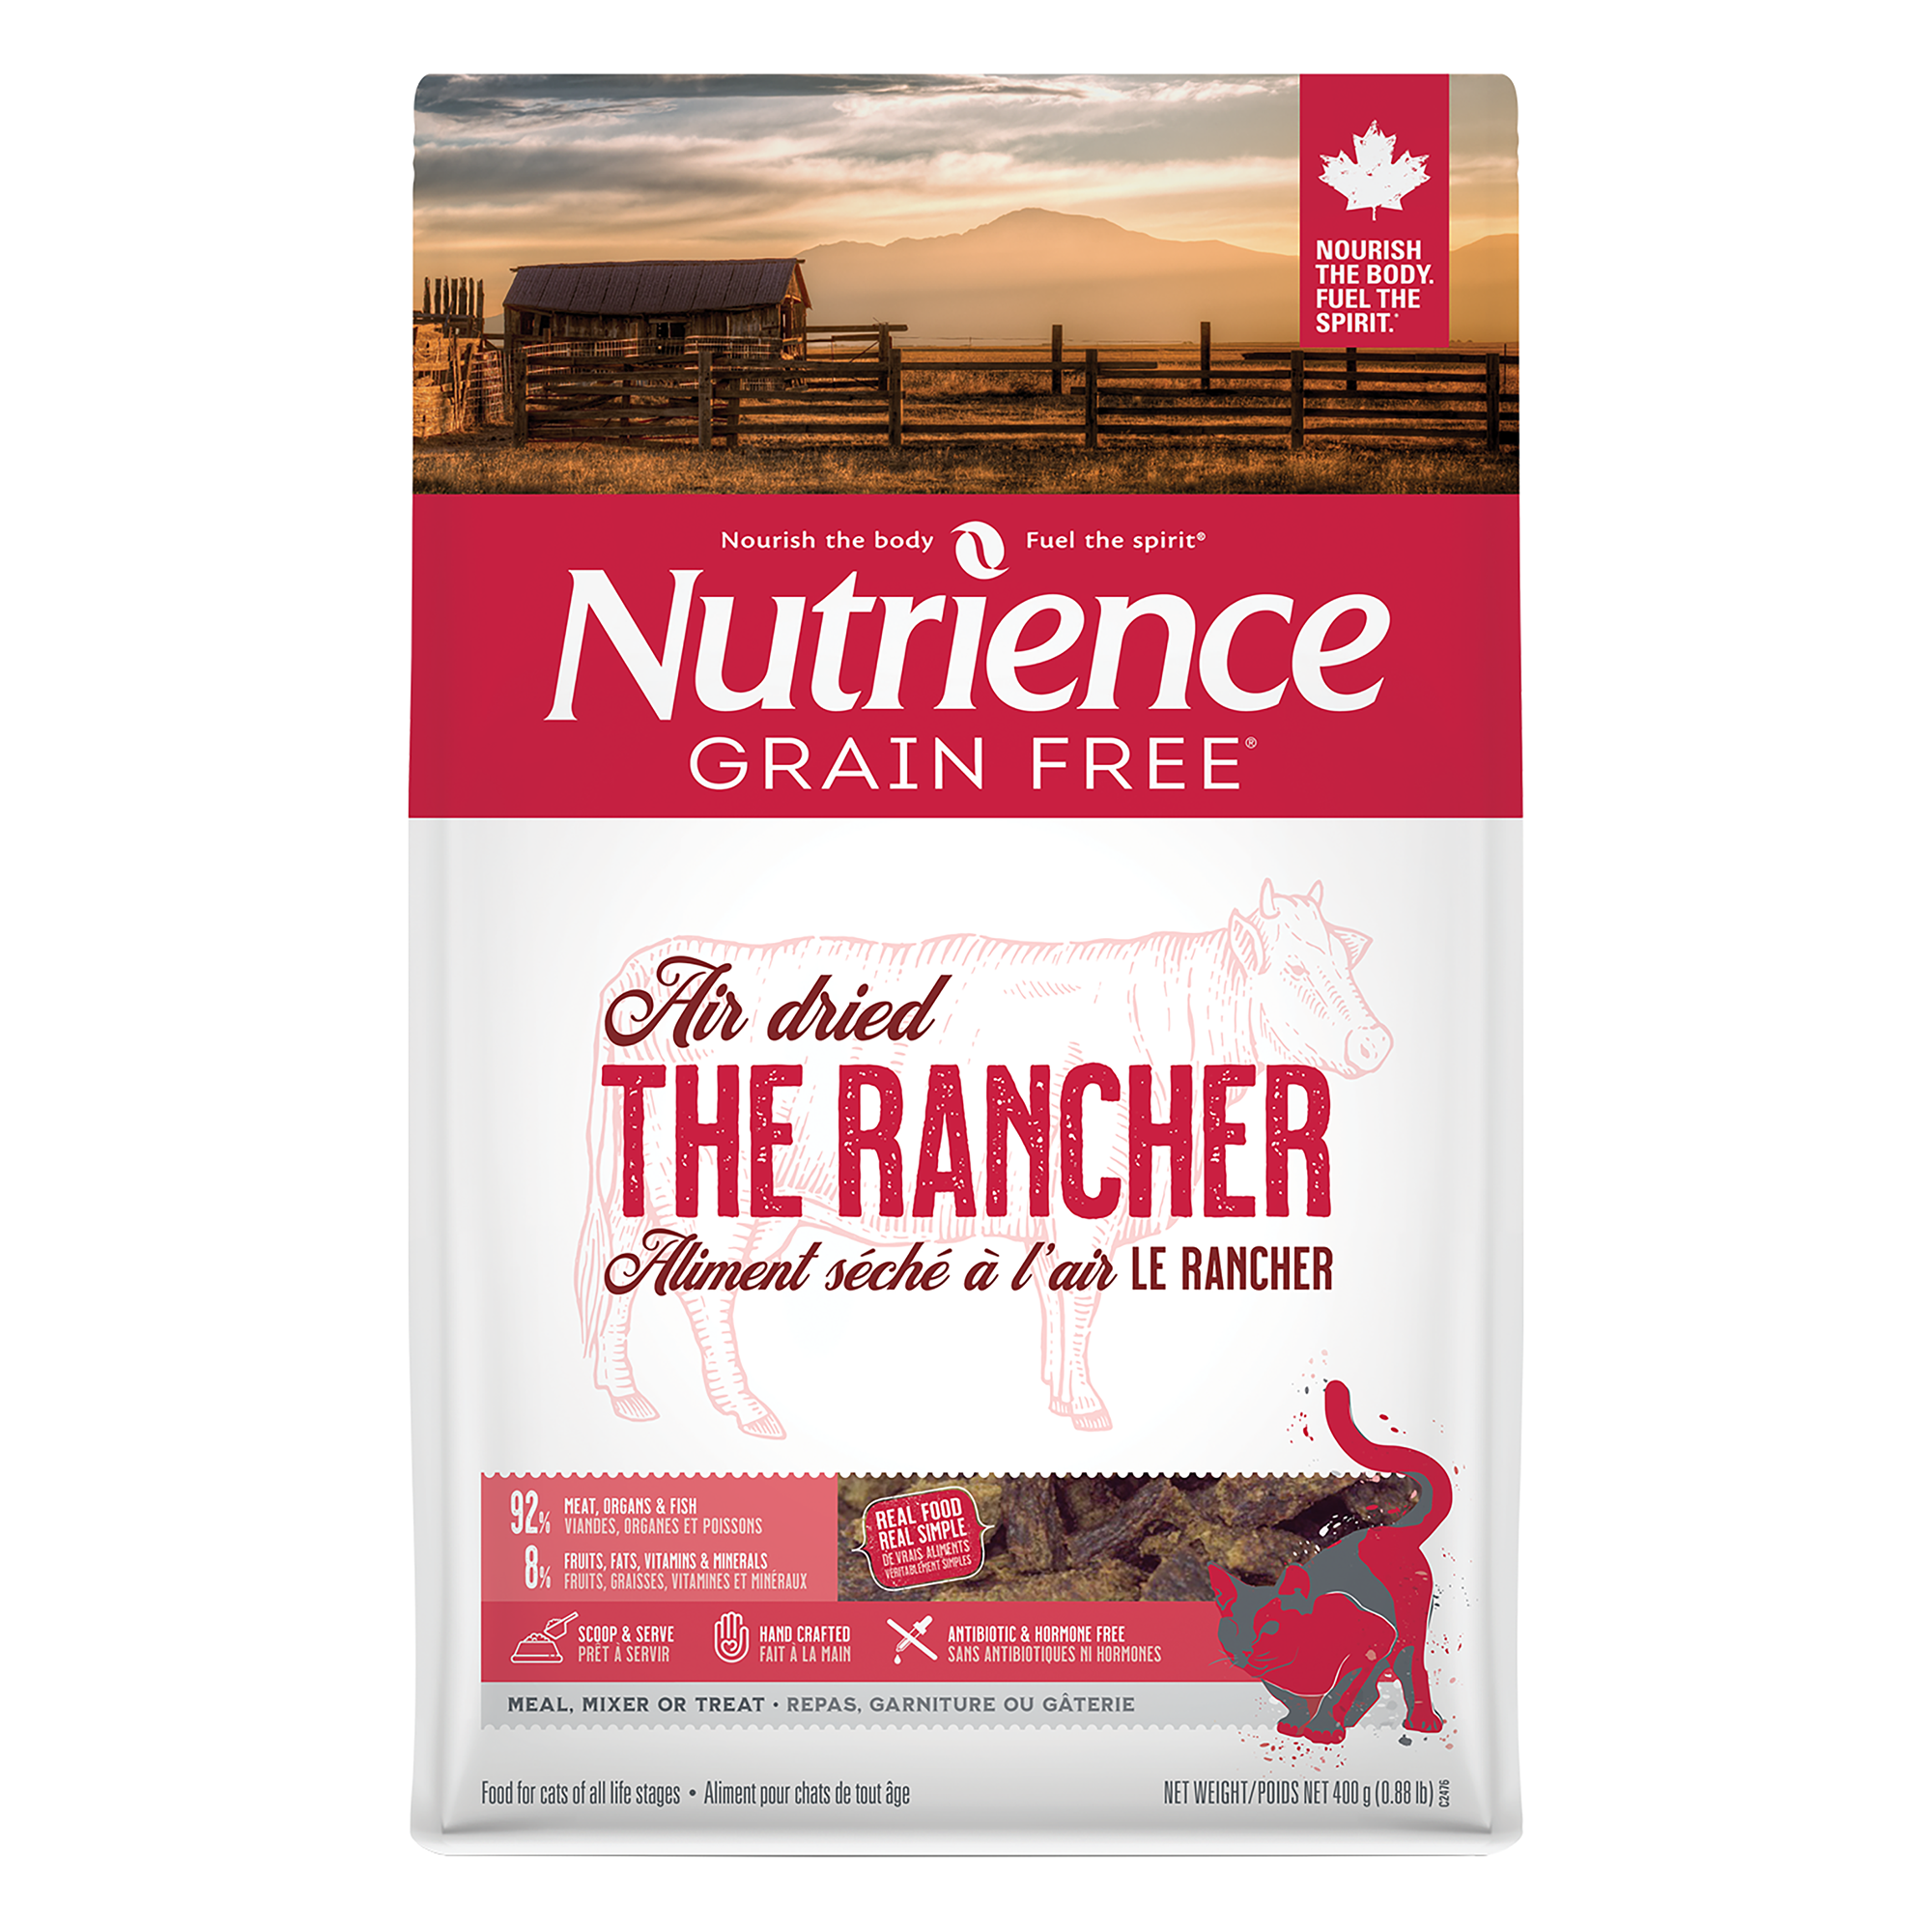 NOURISH
THE BODY.
FUEL THE
SPIRIT.®
Nourish the body Fuel the spirit®
Nutrience
GRAIN FREE®
Air dried
THE RANCHER
Aliment séché à l'air LE RANCHER
92% MEAT, ORGANS & FISH
VIANDES, ORGANES ET POISSONS
8% FRUITS, FATS, VITAMINS & MINERALS
FRUITS, GRAISSES, VITAMINES ET MINÉRAUX
REAL FOOD
REAL SIMPLE
DE VRAIS ALIMENTS
VÉRITABLEMENT SIMPLES
SCOOP & SERVE
PRÊT À SERVIR
HAND CRAFTED
FAIT À LA MAIN
ANTIBIOTIC & HORMONE FREE
SANS ANTIBIOTIQUES NI HORMONES
MEAL, MIXER OR TREAT • REPAS, GARNITURE OU GÂTERIE
Food for cats of all life stages • Aliment pour chats de tout âge
NET WEIGHT/POIDS NET 400 g (0.88 lb)
C2476